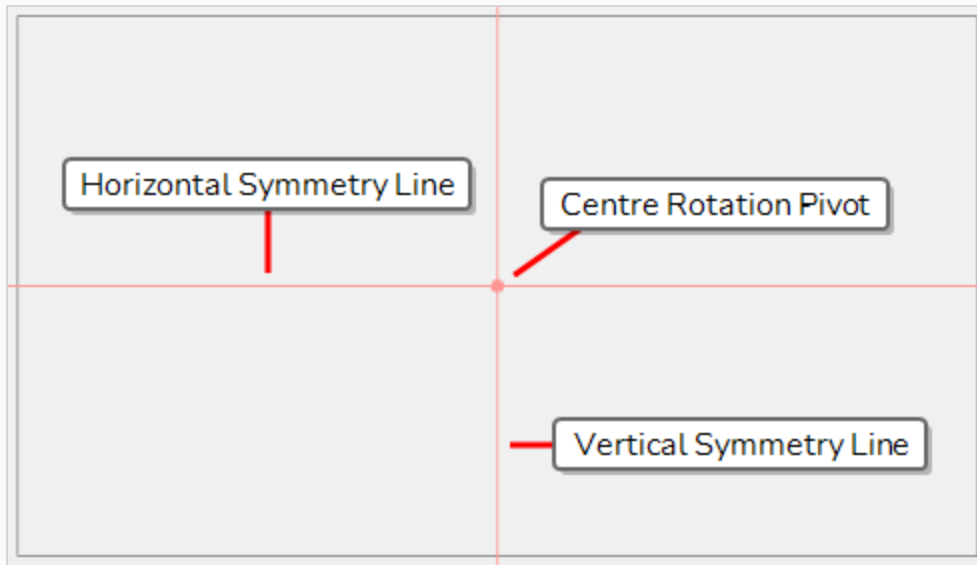 Horizontal Symmetry Line
Centre Rotation Pivot
Vertical Symmetry Line